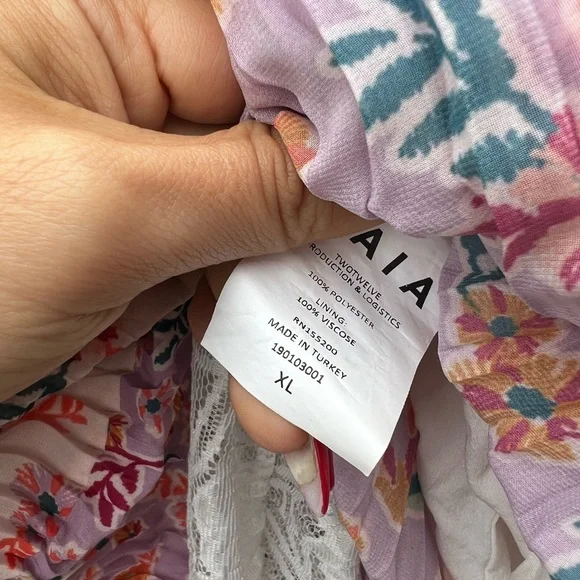 AIA
TWOTWELVE
RODUCTION & LOGISTICS
100% POLYESTER
LINING:
100% VISCOSE
RN155200
MADE IN TURKEY
190103001
XL